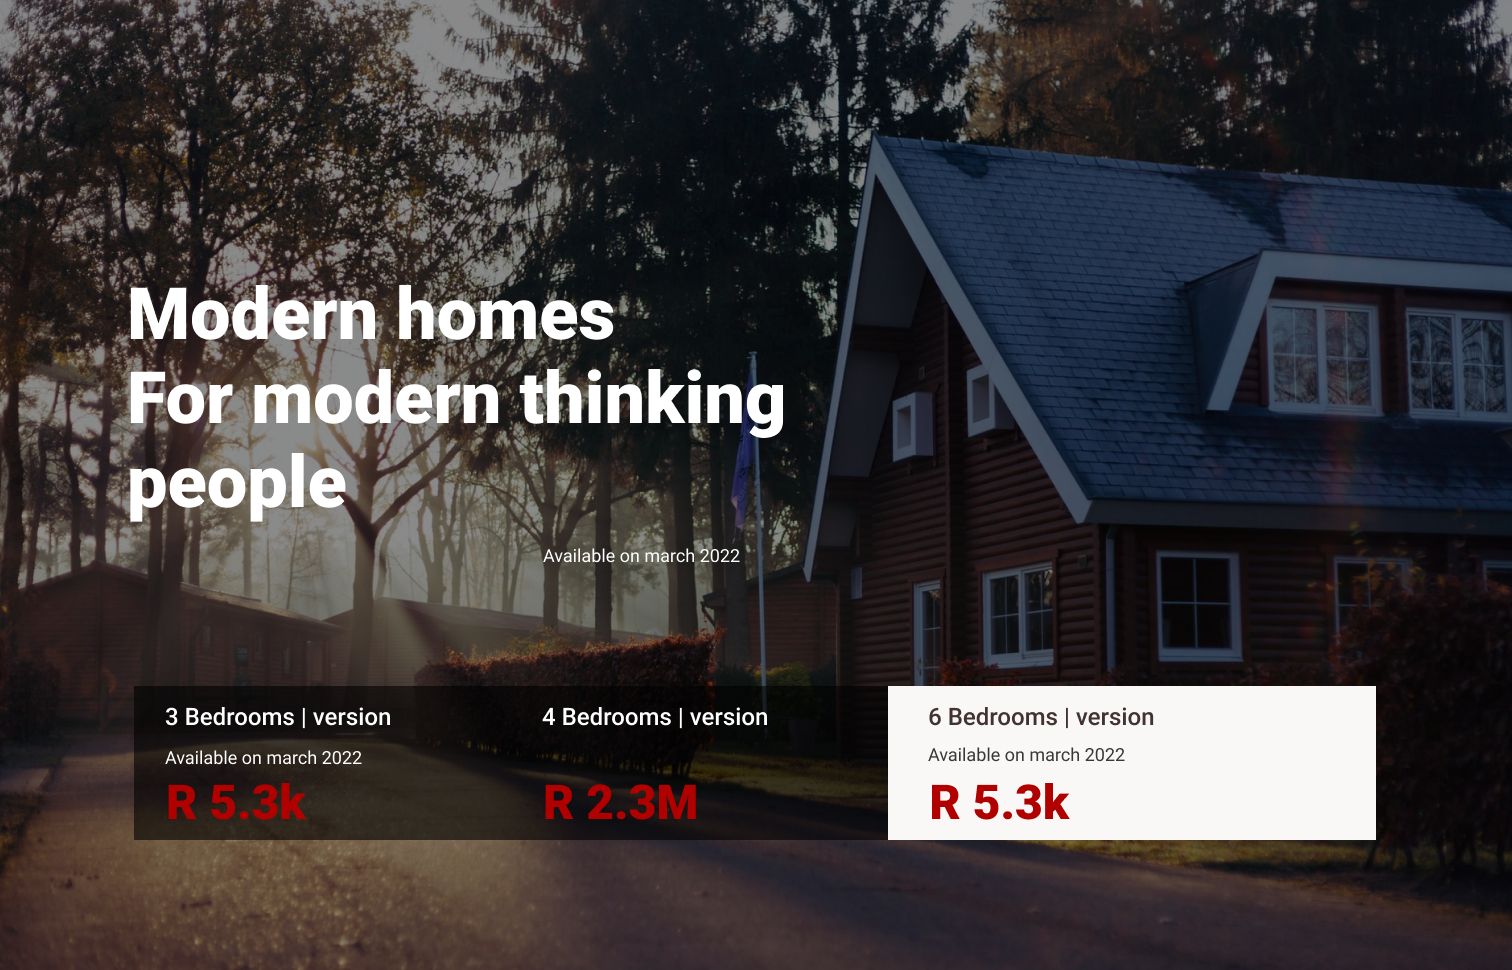 Modern homes
For modern thinking
people
Available on march 2022
3 Bedrooms | version
Available on march 2022
R 5.3k
4 Bedrooms | version
R 2.3M
6 Bedrooms | version
Available on march 2022
R 5.3k